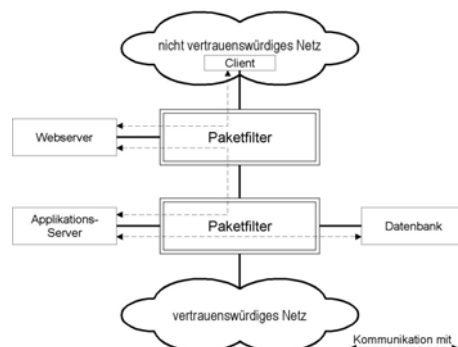 nicht vertrauenswürdiges Netz
Client
Webserver
Paketfilter
Applikations-
Server
Paketfilter
Datenbank
vertrauenswürdiges Netz
Kommunikation mit